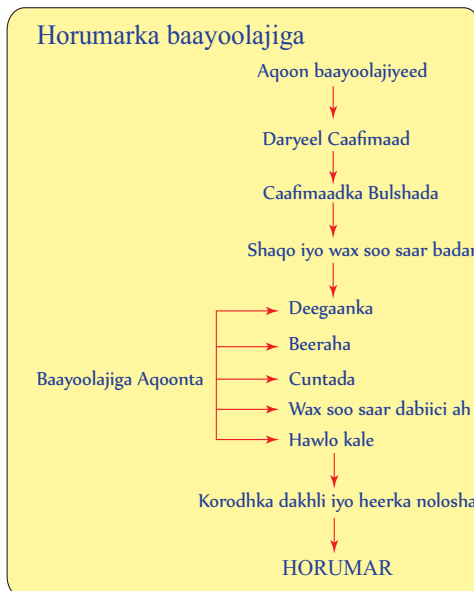 Horumarka baayoolajiga
Aqoon baayoolajiyeed
Daryeel Caafimaad
Caafimaadka Bulshada
Shaqo iyo wax soo saar badan
Deegaanka
Beeraha
Baayoolajiga Aqoonta
Cuntada
Wax soo saar dabiici ah
Hawlo kale
Korodhka dakhli iyo heerka nolosha
HORUMAR